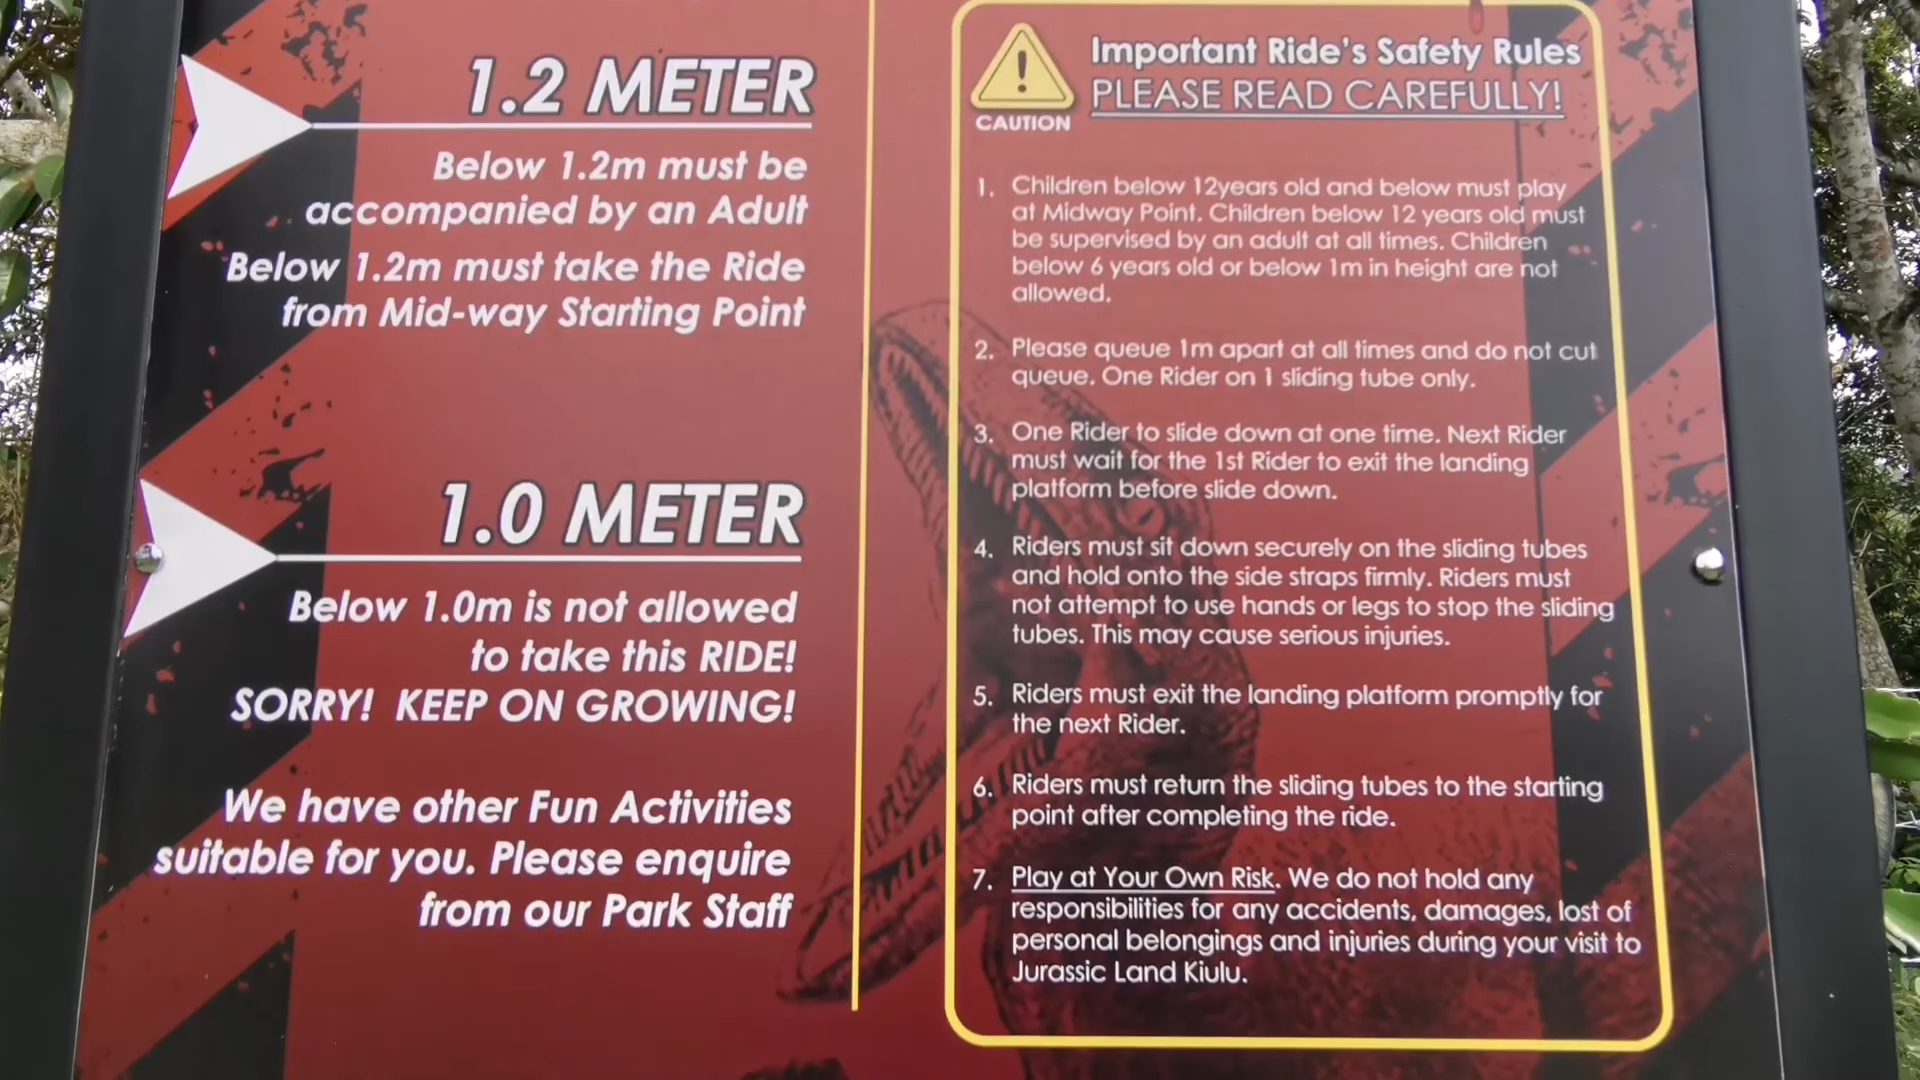 1.2 METER
Below 1.2m must be
accompanied by an Adult
Below 1.2m must take the Ride
from Mid-way Starting Point
1.0 METER
Below 1.0m is not allowed
to take this RIDE!
SORRY! KEEP ON GROWING!
We have other Fun Activities
suitable for you. Please enquire
from our Park Staff
CAUTION
Important Ride's Safety Rules
PLEASE READ CAREFULLY!
1. Children below 12years old and below must play
at Midway Point. Children below 12 years old must
be supervised by an adult at all times. Children
below 6 years old or below 1m in height are not
allowed.
2. Please queue 1m apart at all times and do not cut
queue. One Rider on 1 sliding tube only.
3. One Rider to slide down at one time. Next Rider
must wait for the 1st Rider to exit the landing
platform before slide down.
4. Riders must sit down securely on the sliding tubes
and hold onto the side straps firmly. Riders must
not attempt to use hands or legs to stop the sliding
tubes. This may cause serious injuries.
5. Riders must exit the landing platform promptly for
the next Rider.
6. Riders must return the sliding tubes to the starting
point after completing the ride.
7. Play at Your Own Risk. We do not hold any
responsibilities for any accidents, damages, lost of
personal belongings and injuries during your visit to
Jurassic Land Kiulu.